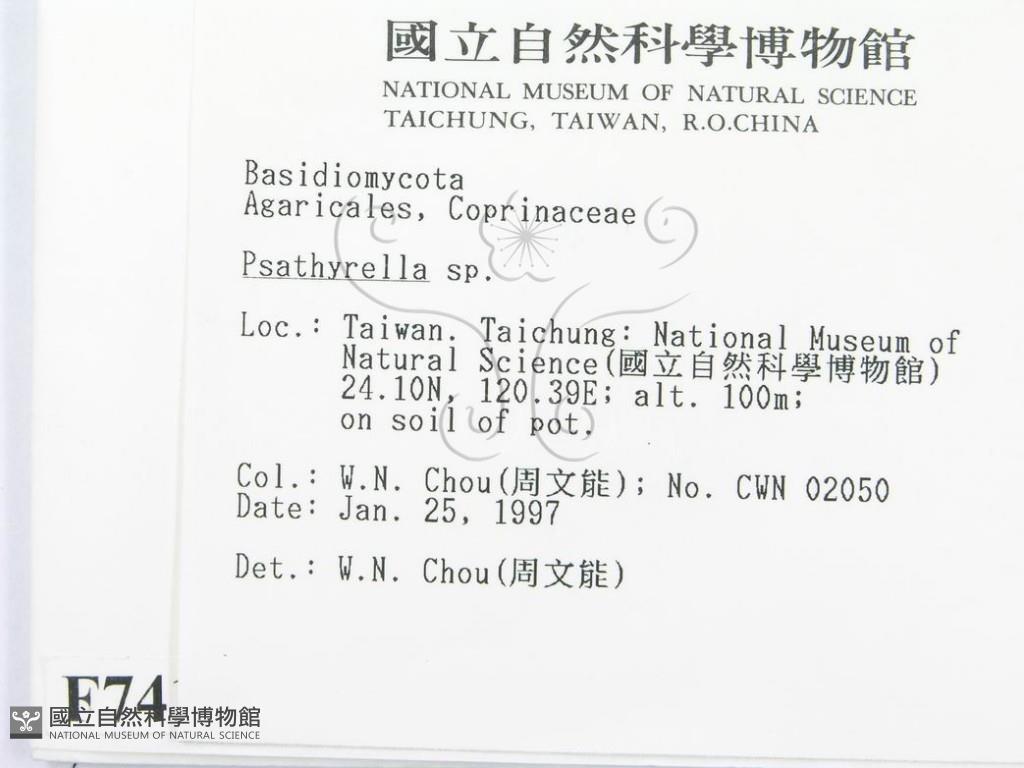 國立自然科學博物館
NATIONAL MUSEUM OF NATURAL SCIENCE
TAICHUNG, TAIWAN, R.O.CHINA
Basidiomycota
Agaricales, Coprinaceae
Psathyrella sp.
Loc.: Taiwan. Taichung: National Museum of
Natural Science(國立自然科學博物館)
24.10N, 120.39E; alt. 100m;
on soil of pot.
Col.: W.N. Chou(周文能); No. CWN 02050
Date: Jan. 25, 1997
Det.: W.N. Chou(周文能)
F74
國立自然科學博物館
NATIONAL MUSEUM OF NATURAL SCIENCE